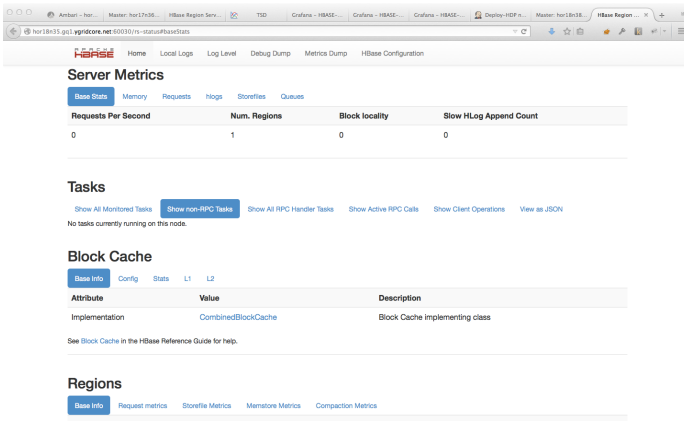 Ambari – hor...
Master: hor17n36...
HBase Region Serv...
TSD
Grafana – HBASE-...
Grafana – HBASE-...
Grafana – HBASE-...
Deploy-HDP n...
Master: hor18n38...
HBase Region ...
hor18n35.gq1.ygridcore.net:60030/rs-status#baseStats
APACHE
HBASE
Home Local Logs Log Level Debug Dump Metrics Dump HBase Configuration
Server Metrics
Base Stats Memory Requests hlogs Storefiles Queues
Requests Per Second Num. Regions Block locality Slow HLog Append Count
0 1 0 0
Tasks
Show All Monitored Tasks Show non-RPC Tasks Show All RPC Handler Tasks Show Active RPC Calls Show Client Operations View as JSON
No tasks currently running on this node.
Block Cache
Base Info Config Stats L1 L2
Attribute Value Description
Implementation CombinedBlockCache Block Cache implementing class
See Block Cache in the HBase Reference Guide for help.
Regions
Base Info Request metrics Storefile Metrics Memstore Metrics Compaction Metrics